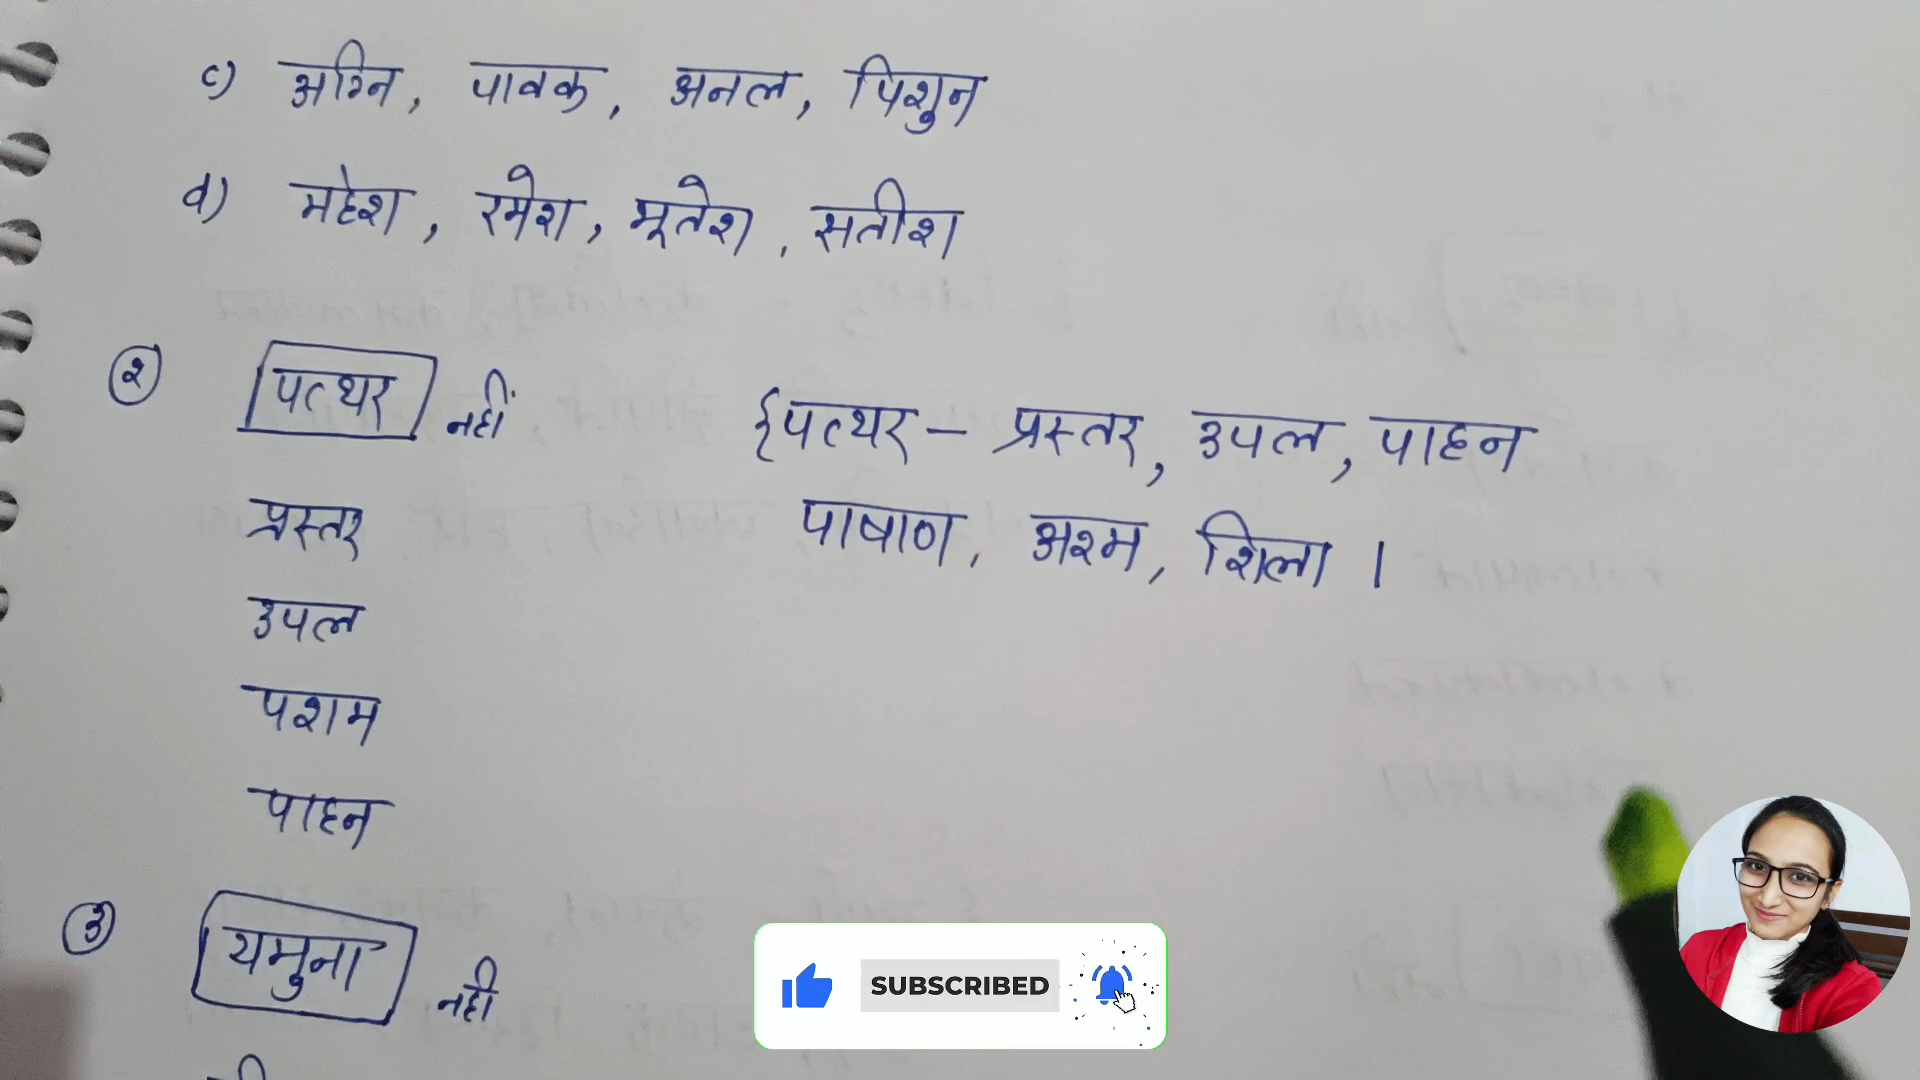 c) अग्नि, पावक, अनल, पिशुन
d) महेश, रमेश, भूतेश, सतीश
२ पत्थर नहीं
{पत्थर – प्रस्तर, उपल, पाहन
पाषाण, अश्म, शिला ।
प्रस्तर
उपल
पशम
पाहन
३ यमुना नहीं
SUBSCRIBED